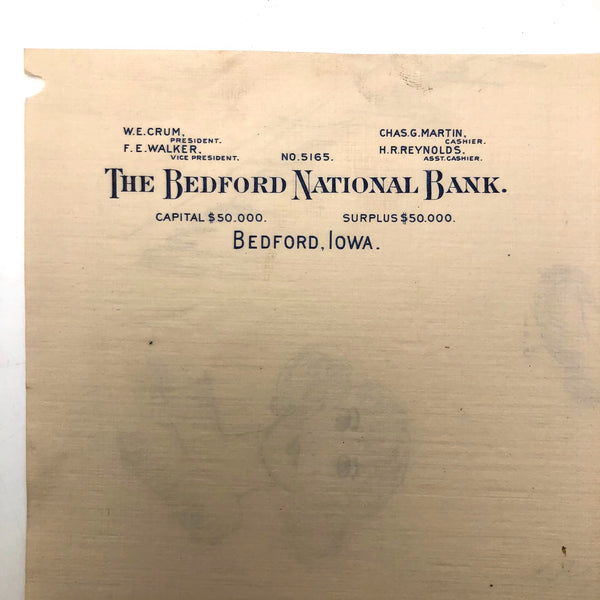 W.E.CRUM,
PRESIDENT.
F.E.WALKER,
VICE PRESIDENT.
NO.5165.
CHAS.G.MARTIN,
CASHIER.
H.R.REYNOLDS,
ASST.CASHIER.
THE BEDFORD NATIONAL BANK.
CAPITAL $50.000. SURPLUS $50.000.
BEDFORD, IOWA.